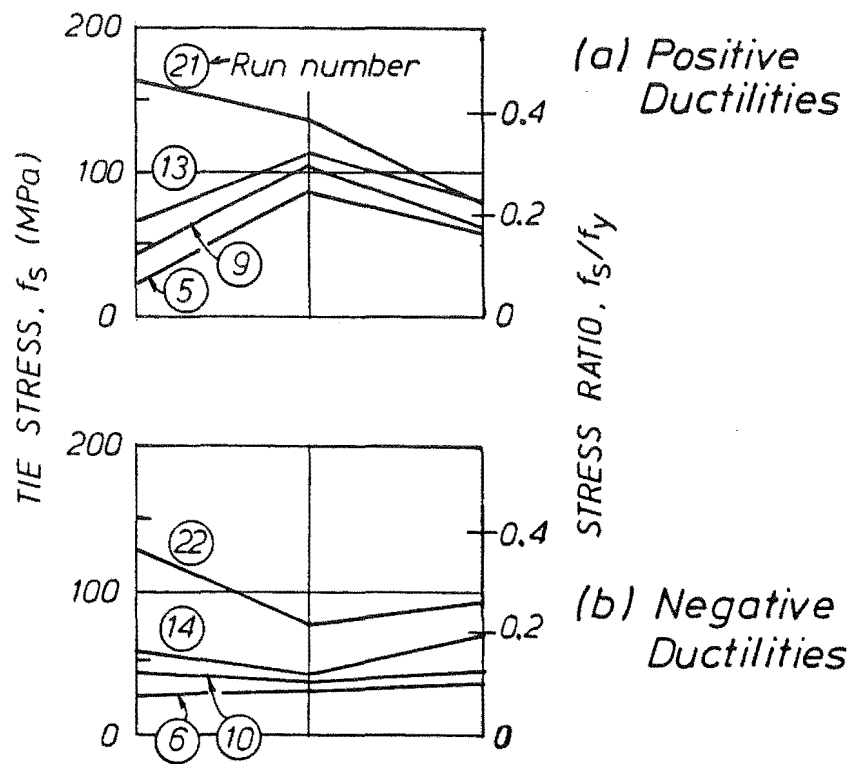 200
21 Run number
(a) Positive
Ductilities
0.4
13
100
0.2
9
5
0
0
TIE STRESS, fs (MPa)
STRESS RATIO, fs/fy
200
0.4
22
100
(b) Negative
Ductilities
14
0.2
6
10
0
0